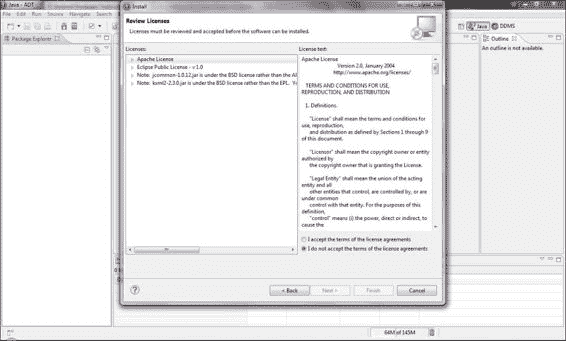 Java - ADT
Install
File Edit Source Navigate Search
Review Licenses
Licenses must be reviewed and accepted before the software can be installed.
Java DDMS
Package Explorer
Outline
An outline is not available.
Licenses:
Apache License
Eclipse Public License - v 1.0
Note: jcommon-1.0.12.jar is under the BSD license rather than the
Note: kxml2-2.3.0.jar is under the BSD license rather than the EPL.
License text:
Apache License
Version 2.0, January 2004
http://www.apache.org/licenses/
TERMS AND CONDITIONS FOR USE,
REPRODUCTION, AND DISTRIBUTION
1. Definitions.
"License" shall mean the terms and conditions for
use, reproduction,
and distribution as defined by Sections 1 through 9
of this document.
"Licensor" shall mean the copyright owner or entity
authorized by
the copyright owner that is granting the License.
"Legal Entity" shall mean the union of the acting
entity and all
other entities that control, are controlled by, or are
under common
control with that entity. For the purposes of this
definition,
"control" means (i) the power, direct or indirect, to
cause the
I accept the terms of the license agreements
I do not accept the terms of the license agreements
< Back
Next >
Finish
Cancel
64M of 145M